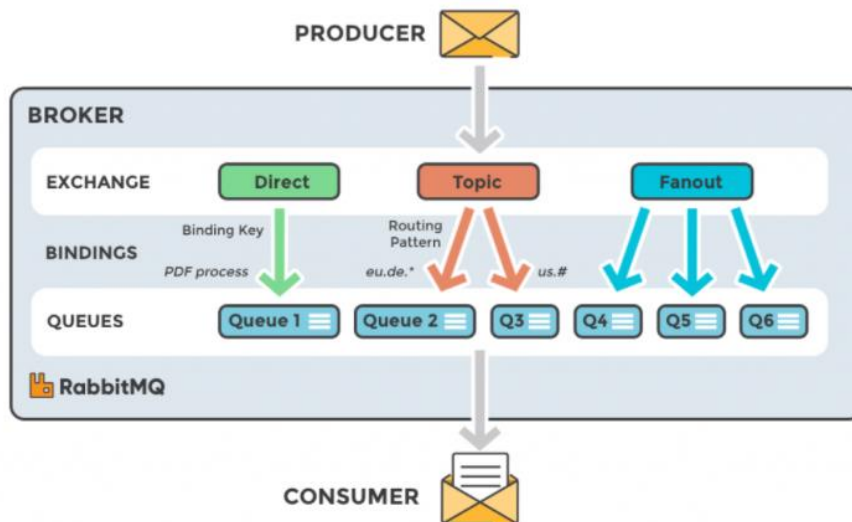 PRODUCER
BROKER
EXCHANGE
Direct
Topic
Fanout
Binding Key
Routing
Pattern
BINDINGS
PDF process
eu.de.*
us.#
QUEUES
Queue 1
Queue 2
Q3
Q4
Q5
Q6
RabbitMQ
CONSUMER